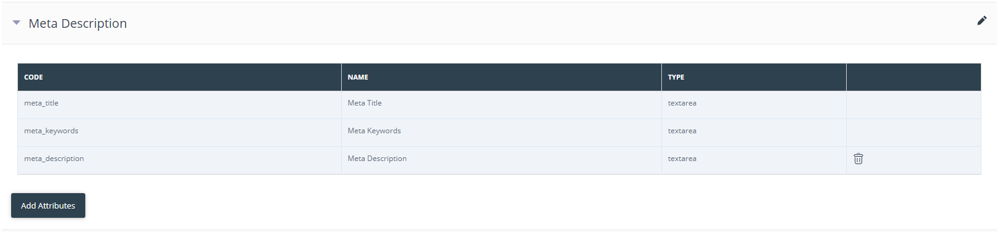 Meta Description
CODE NAME TYPE
meta_title Meta Title textarea
meta_keywords Meta Keywords textarea
meta_description Meta Description textarea
Add Attributes